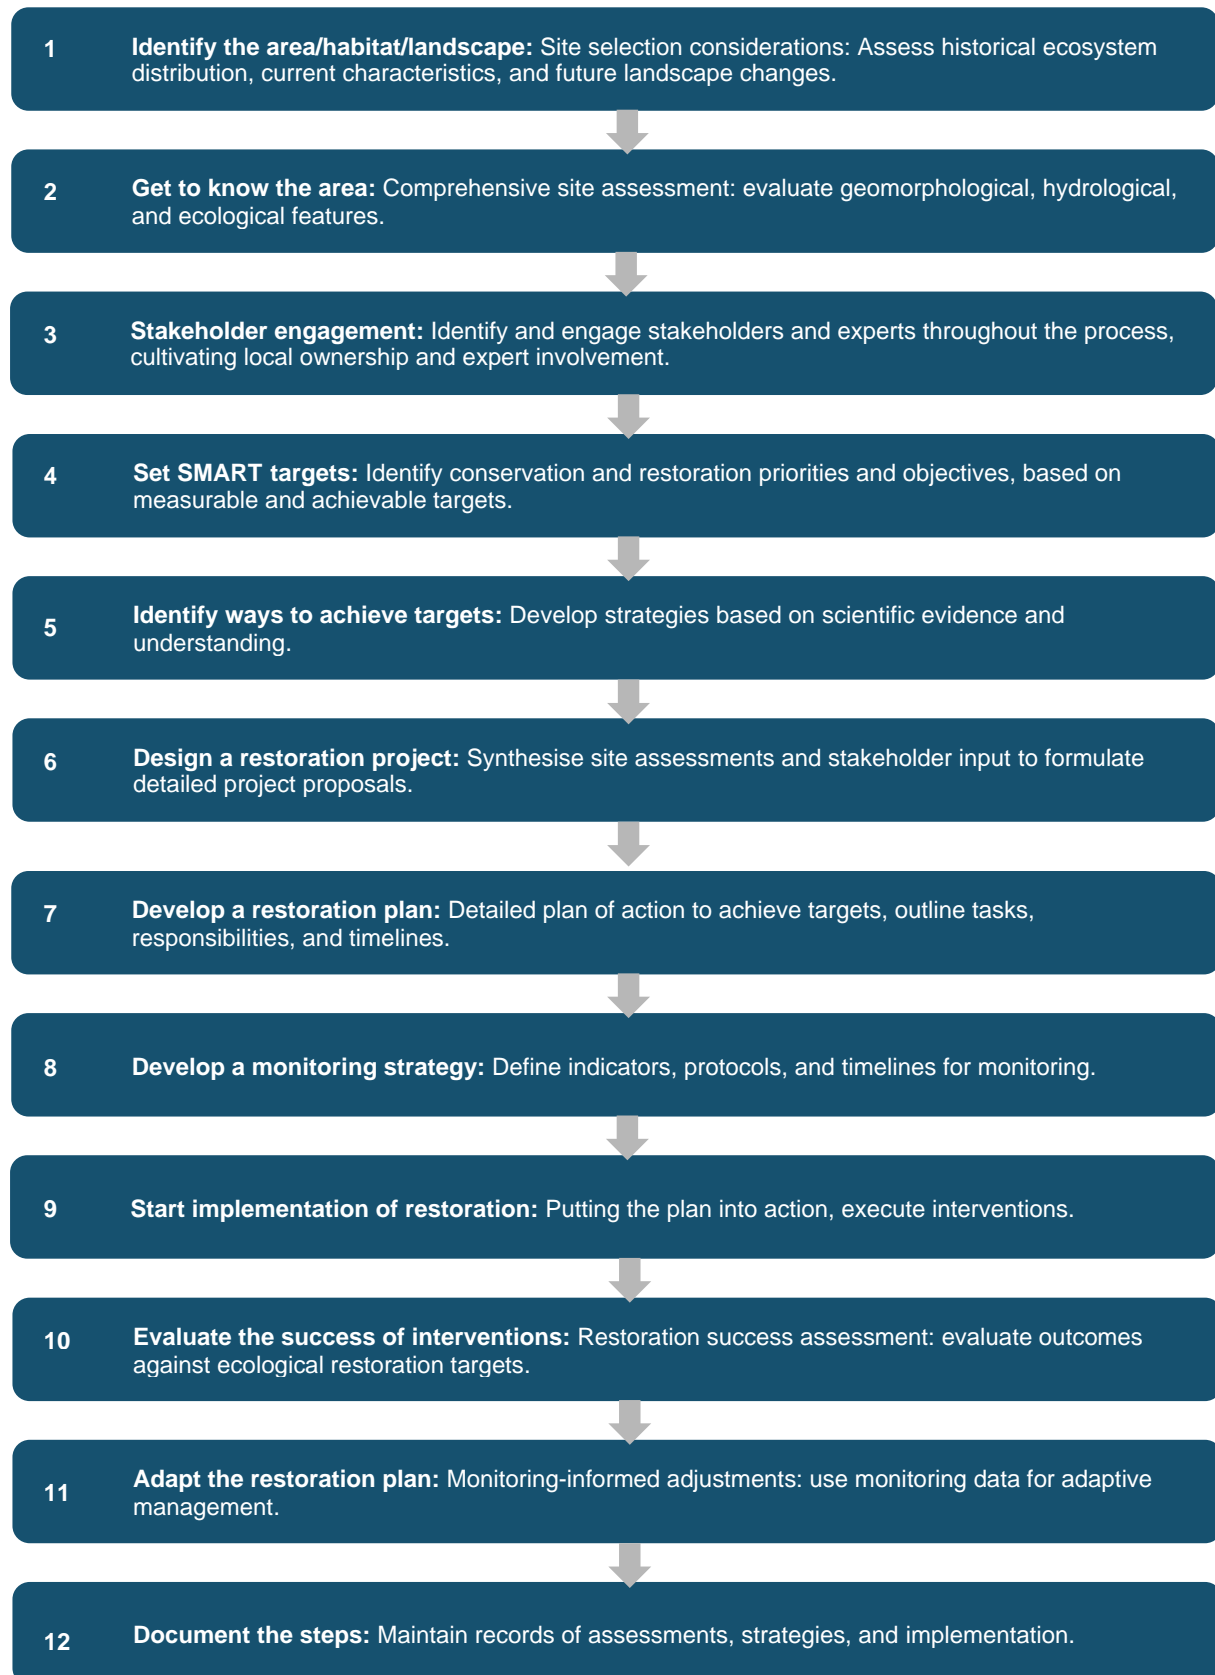 1
Identify the area/habitat/landscape: Site selection considerations: Assess historical ecosystem
distribution, current characteristics, and future landscape changes.
2
Get to know the area: Comprehensive site assessment: evaluate geomorphological, hydrological,
and ecological features.
3
Stakeholder engagement: Identify and engage stakeholders and experts throughout the process,
cultivating local ownership and expert involvement.
4
Set SMART targets: Identify conservation and restoration priorities and objectives, based on
measurable and achievable targets.
5
Identify ways to achieve targets: Develop strategies based on scientific evidence and
understanding.
6
Design a restoration project: Synthesise site assessments and stakeholder input to formulate
detailed project proposals.
7
Develop a restoration plan: Detailed plan of action to achieve targets, outline tasks,
responsibilities, and timelines.
8
Develop a monitoring strategy: Define indicators, protocols, and timelines for monitoring.
9
Start implementation of restoration: Putting the plan into action, execute interventions.
10
Evaluate the success of interventions: Restoration success assessment: evaluate outcomes
against ecological restoration targets.
11
Adapt the restoration plan: Monitoring-informed adjustments: use monitoring data for adaptive
management.
12
Document the steps: Maintain records of assessments, strategies, and implementation.